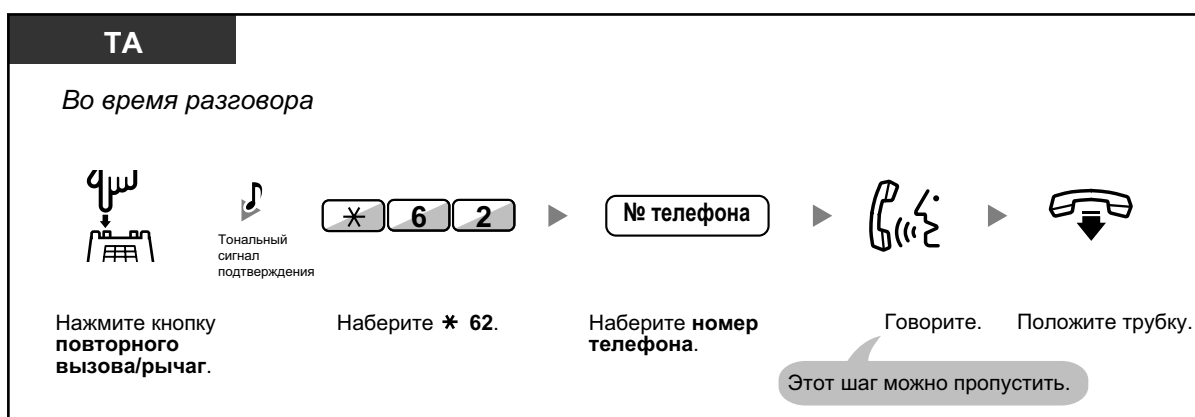 ТА
Во время разговора
Тональный
сигнал
подтверждения
* 6 2
№ телефона
Нажмите кнопку
повторного
вызова/рычаг.
Наберите * 62.
Наберите номер
телефона.
Говорите.
Положите трубку.
Этот шаг можно пропустить.